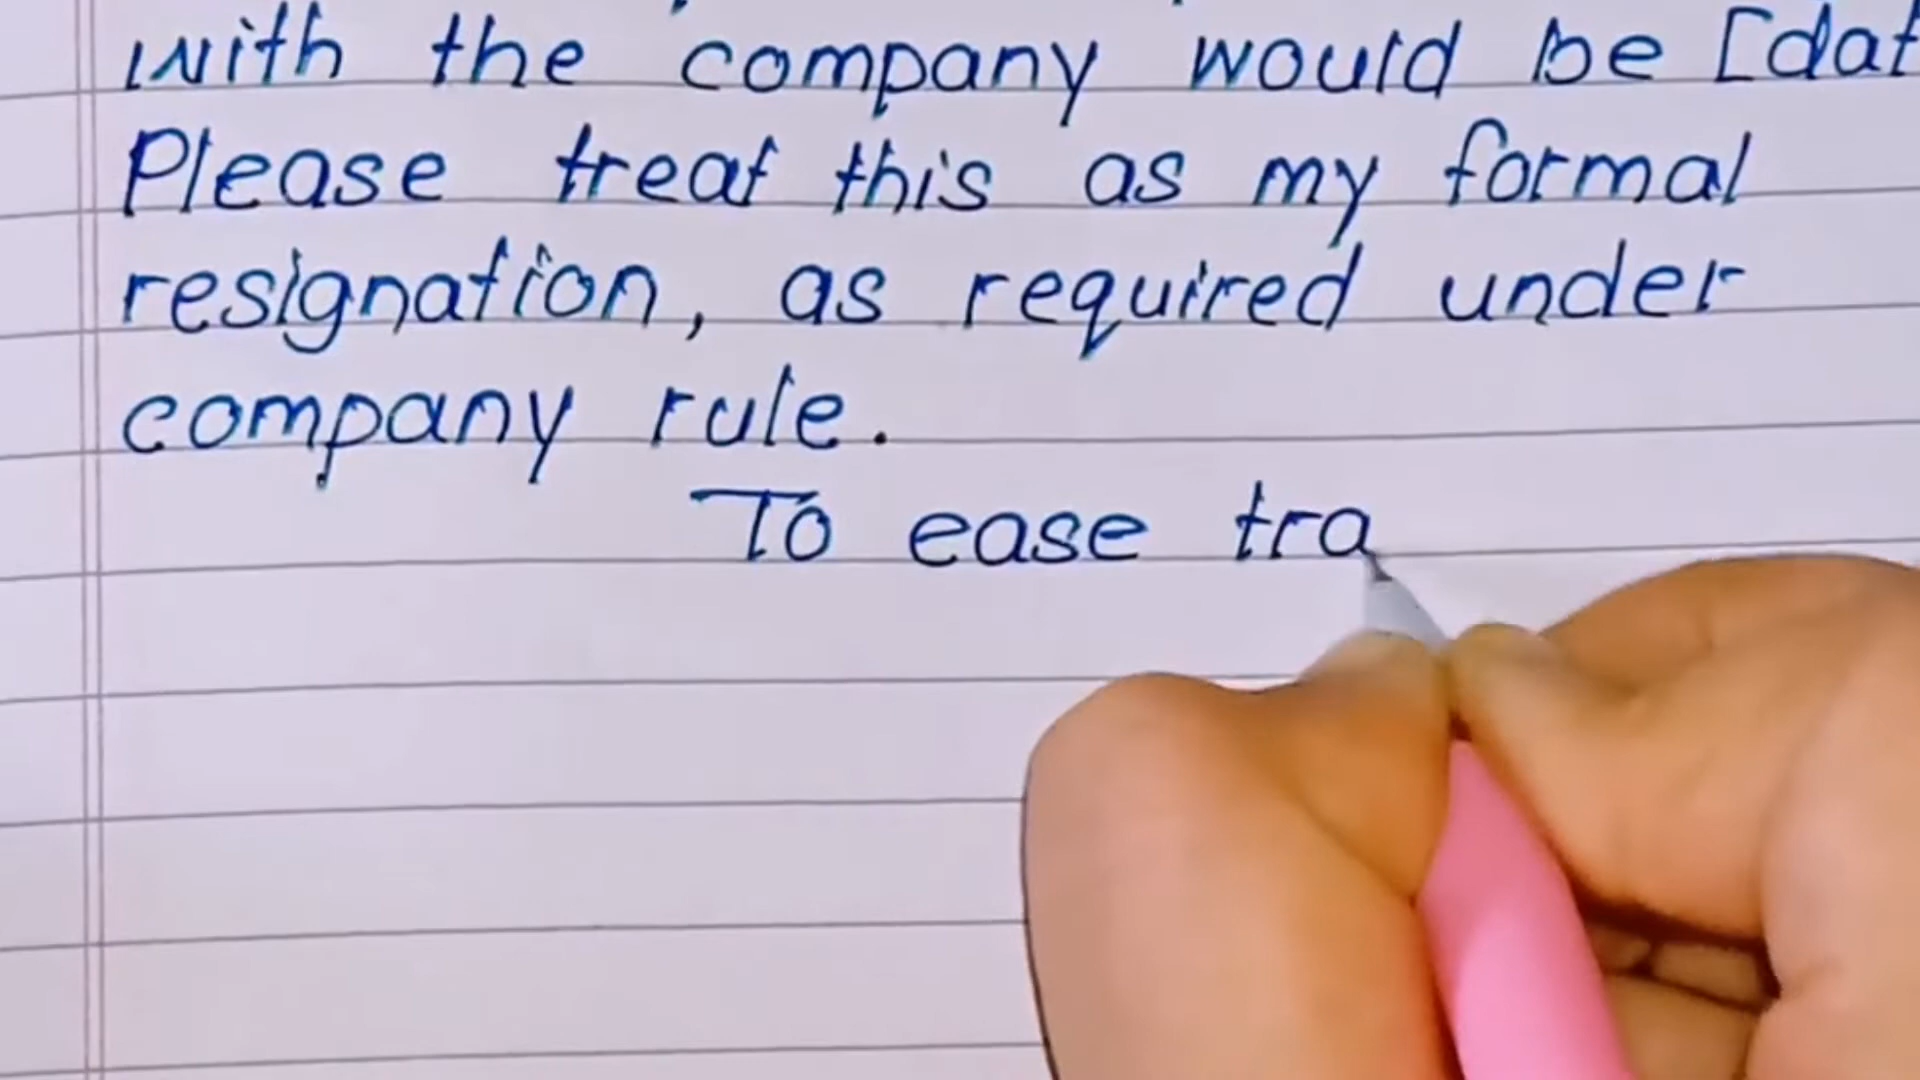 with the company would be [dat
Please treat this as my formal
resignation, as required under
company rule.
To ease tra